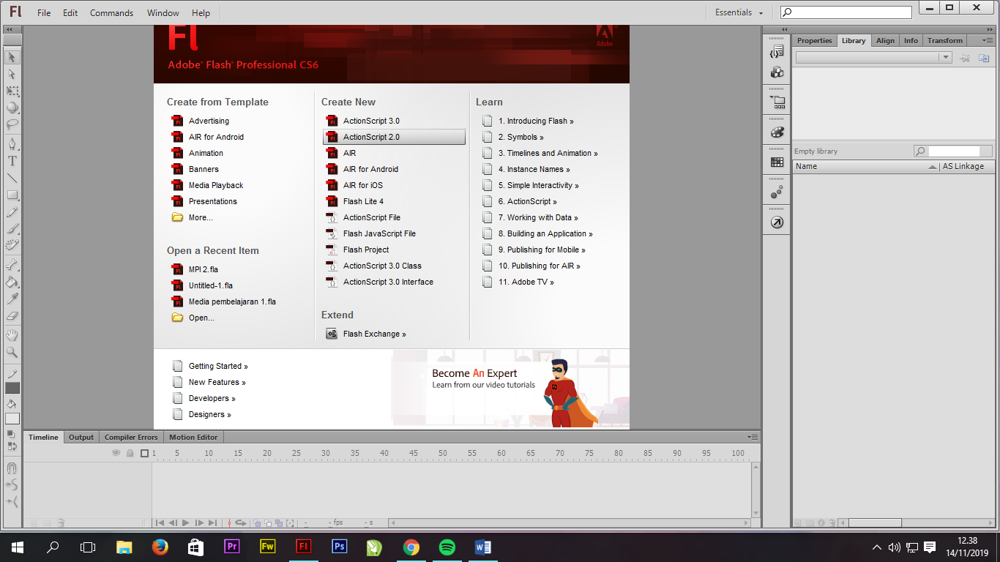 Fl File Edit Commands Window Help Essentials
Properties Library Align Info Transform
Fl
Adobe
Adobe® Flash® Professional CS6
Create from Template
Advertising
AIR for Android
Animation
Banners
Media Playback
Presentations
More...
Open a Recent Item
MPI 2.fla
Untitled-1.fla
Media pembelajaran 1.fla
Open...
Create New
ActionScript 3.0
ActionScript 2.0
AIR
AIR for Android
AIR for iOS
Flash Lite 4
ActionScript File
Flash JavaScript File
Flash Project
ActionScript 3.0 Class
ActionScript 3.0 Interface
Extend
Flash Exchange »
Learn
1. Introducing Flash »
2. Symbols »
3. Timelines and Animation »
4. Instance Names »
5. Simple Interactivity »
6. ActionScript »
7. Working with Data »
8. Building an Application »
9. Publishing for Mobile »
10. Publishing for AIR »
11. Adobe TV »
Getting Started »
New Features »
Developers »
Designers »
Become An Expert
Learn from our video tutorials
Empty library
Name AS Linkage
Timeline Output Compiler Errors Motion Editor
1 5 10 15 20 25 30 35 40 45 50 55 60 65 70 75 80 85 90 95 100
- - fps - s
Pr Fw Fl Ps W
12.38
14/11/2019